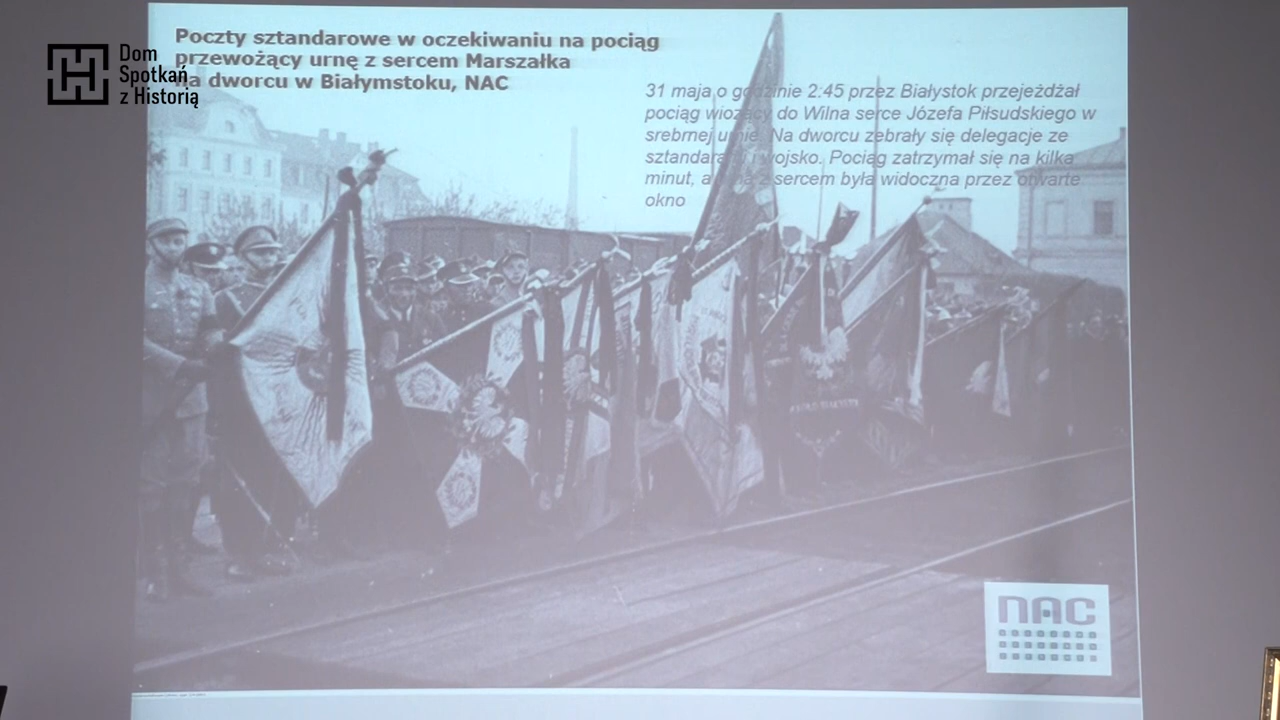 Poczty sztandarowe w oczekiwaniu na pociąg
przewożący urnę z sercem Marszałka
na dworcu w Białymstoku, NAC
Dom
Spotkań
z Historią
31 maja o godzinie 2:45 przez Białystok przejeżdżał
pociąg wiozący do Wilna serce Józefa Piłsudskiego w
srebrnej urnie. Na dworcu zebrały się delegacje ze
sztandarami i wojsko. Pociąg zatrzymał się na kilka
minut, a urna z sercem była widoczna przez otwarte
okno
nac